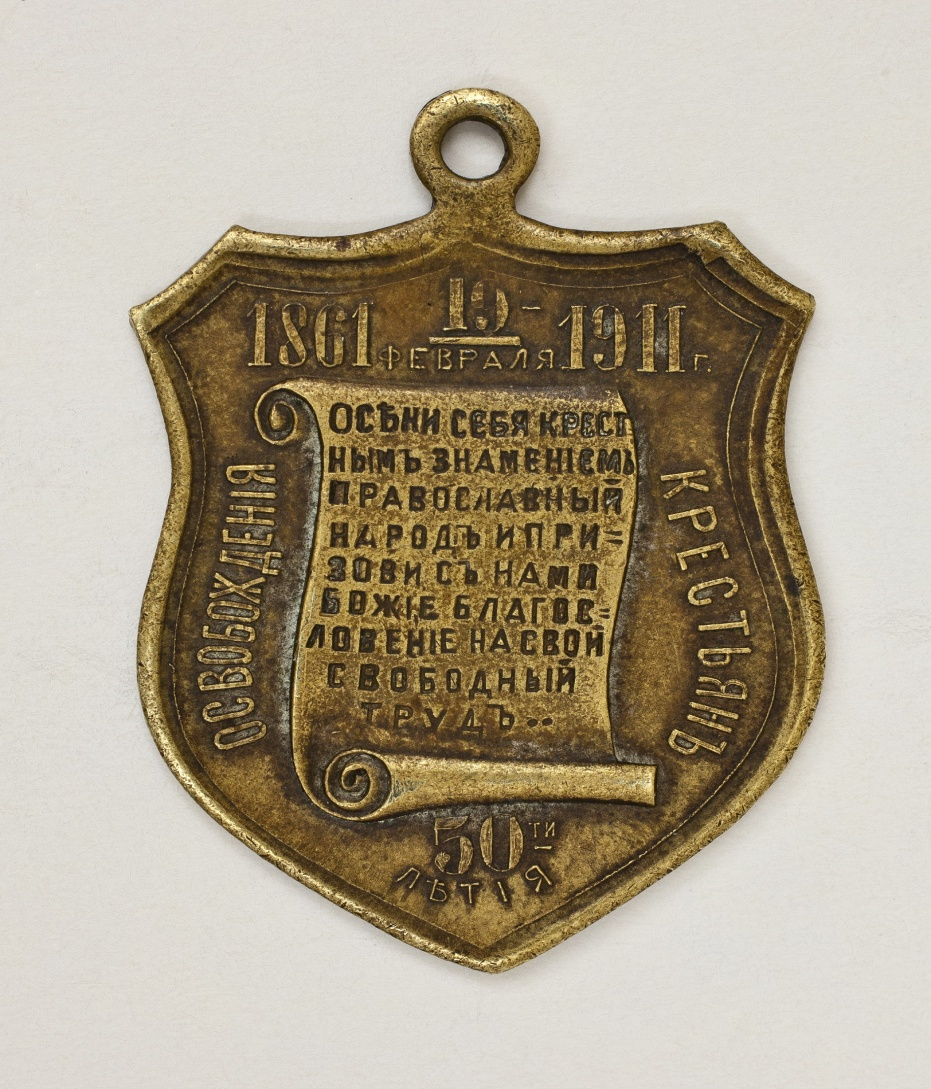 1861 19 - 1911 г.
ФЕВРАЛЯ
ОСВОБОЖДЕНІЯ
КРЕСТЬЯНЪ
ОСѢНИ СЕБЯ КРЕСТ
НЫМЪ ЗНАМЕНІЕМЪ
ПРАВОСЛАВНЫЙ
НАРОДЪ И ПРИ=
ЗОВИ СЪ НАМИ
БОЖІЕ БЛАГОС=
ЛОВЕНІЕ НА СВОЙ
СВОБОДНЫЙ
ТРУДЪ..
50ТИ
ЛѢТІЯ